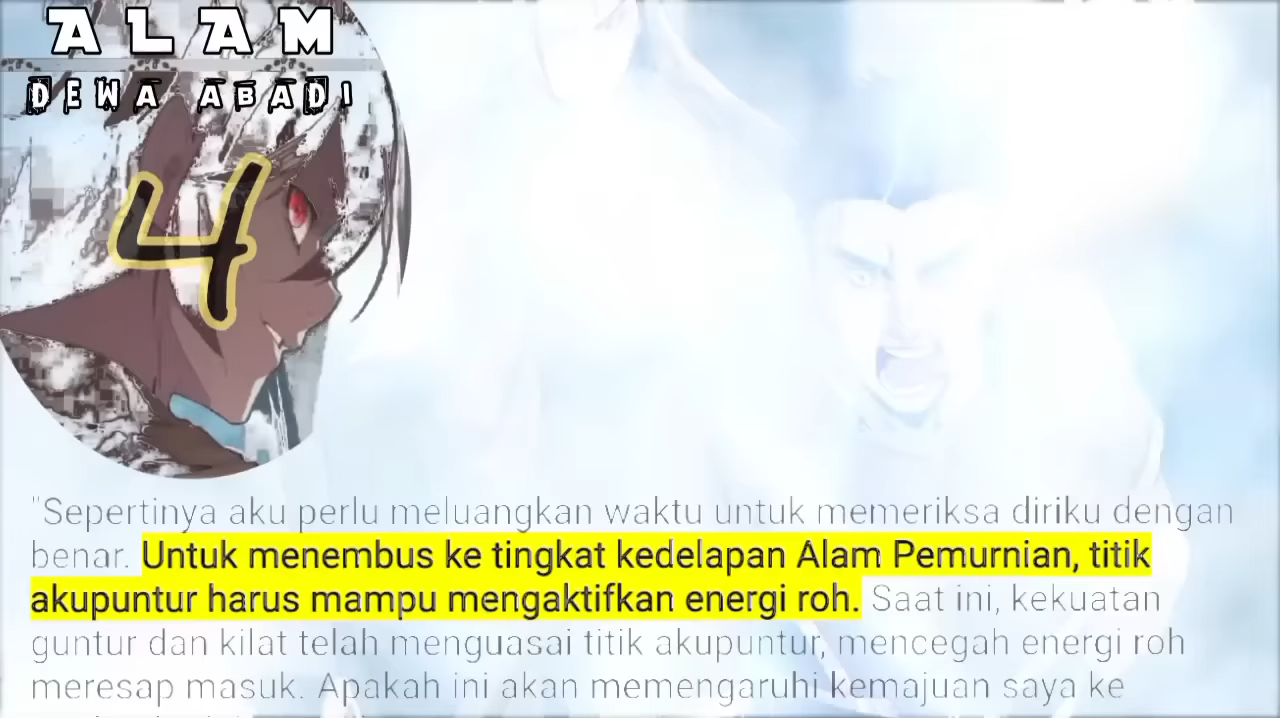 ALAM
DEWA ABADI
4
"Sepertinya aku perlu meluangkan waktu untuk memeriksa diriku dengan
benar. Untuk menembus ke tingkat kedelapan Alam Pemurnian, titik
akupuntur harus mampu mengaktifkan energi roh. Saat ini, kekuatan
guntur dan kilat telah menguasai titik akupuntur, mencegah energi roh
meresap masuk. Apakah ini akan memengaruhi kemajuan saya ke